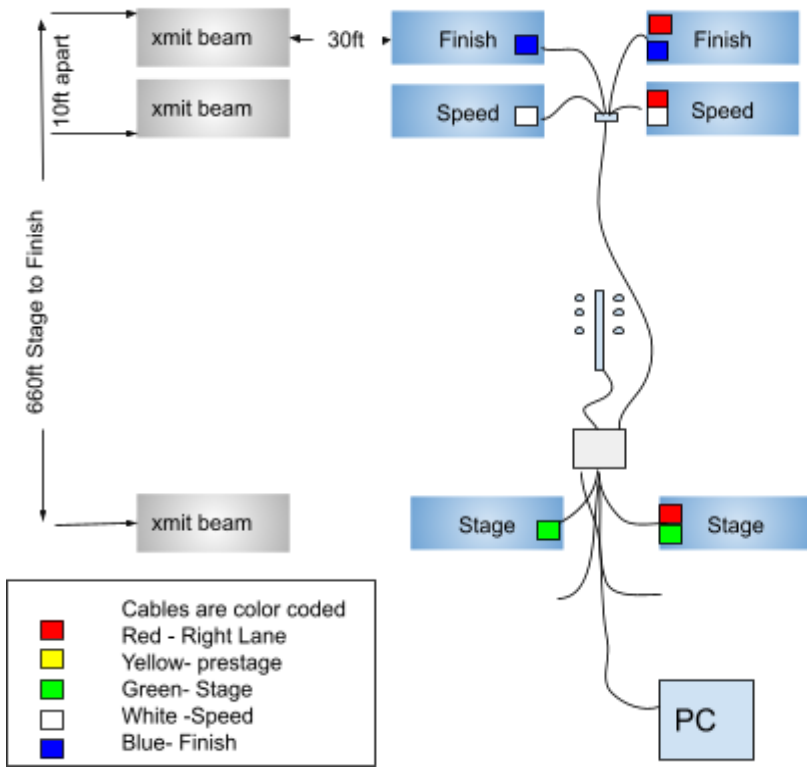 xmit beam
30ft
Finish
Finish
10ft apart
xmit beam
Speed
Speed
660ft Stage to Finish
xmit beam
Stage
Stage
Cables are color coded
Red - Right Lane
Yellow- prestage
Green- Stage
White -Speed
Blue- Finish
PC